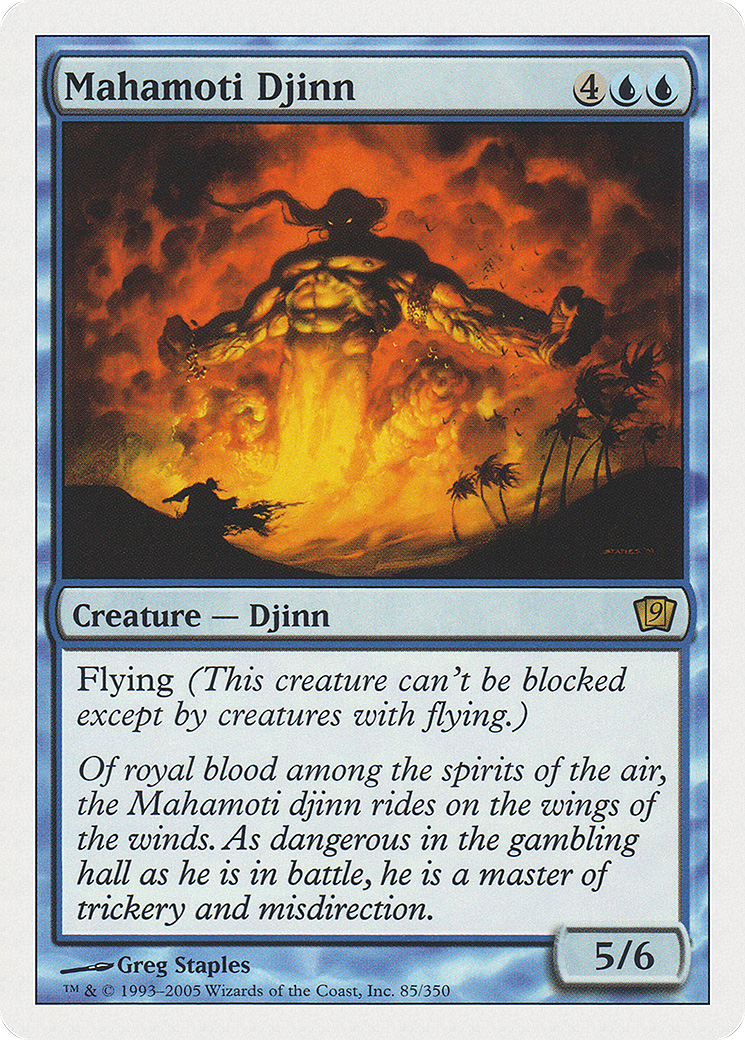 Mahamoti Djinn
4
STAPLES
Creature — Djinn
9
Flying (This creature can't be blocked
except by creatures with flying.)
Of royal blood among the spirits of the air,
the Mahamoti djinn rides on the wings of
the winds. As dangerous in the gambling
hall as he is in battle, he is a master of
trickery and misdirection.
5/6
Greg Staples
™ & © 1993–2005 Wizards of the Coast, Inc. 85/350